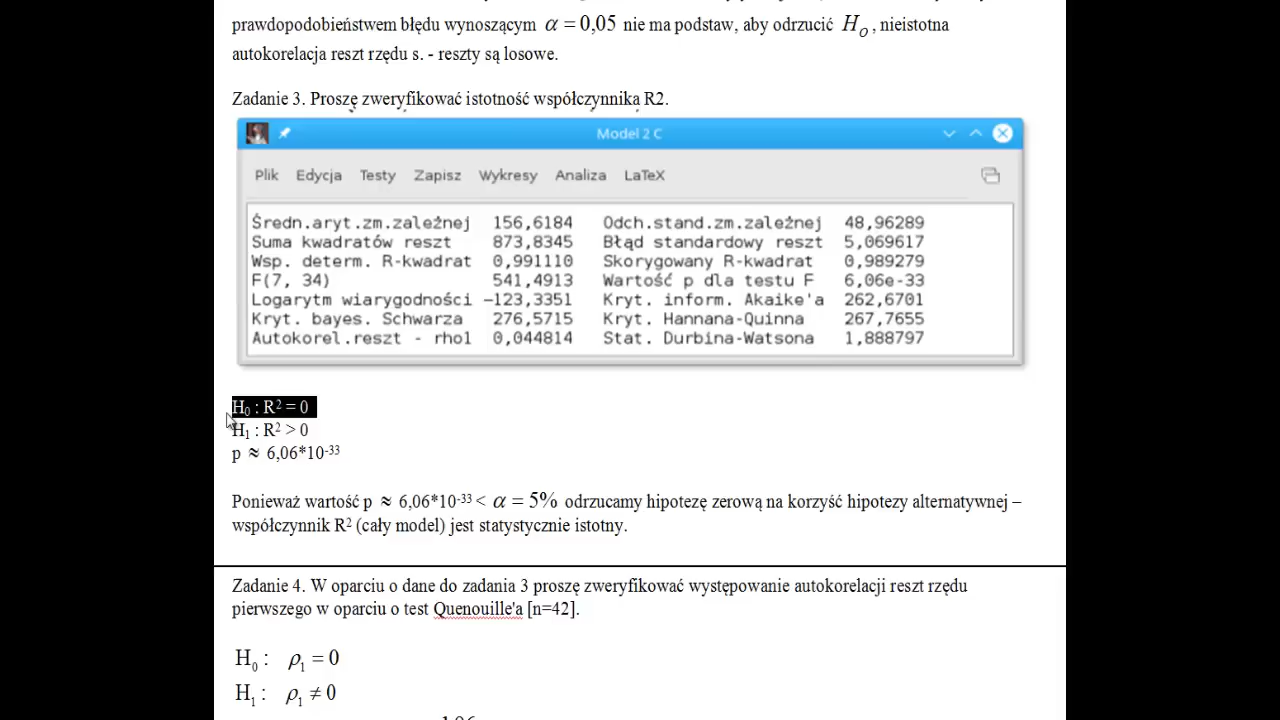 prawdopodobieństwem błędu wynoszącym α = 0,05 nie ma podstaw, aby odrzucić H₀, nieistotna
autokorelacja reszt rzędu s. - reszty są losowe.
Zadanie 3. Proszę zweryfikować istotność współczynnika R2.
Model 2 C
Plik Edycja Testy Zapisz Wykresy Analiza LaTeX
Średn.aryt.zm.zależnej 156,6184 Odch.stand.zm.zależnej 48,96289
Suma kwadratów reszt 873,8345 Błąd standardowy reszt 5,069617
Wsp. determ. R-kwadrat 0,991110 Skorygowany R-kwadrat 0,989279
F(7, 34) 541,4913 Wartość p dla testu F 6,06e-33
Logarytm wiarygodności −123,3351 Kryt. inform. Akaike'a 262,6701
Kryt. bayes. Schwarza 276,5715 Kryt. Hannana-Quinna 267,7655
Autokorel.reszt - rho1 0,044814 Stat. Durbina-Watsona 1,888797
H₀ : R² = 0
H₁ : R² > 0
p ≈ 6,06*10⁻³³
Ponieważ wartość p ≈ 6,06*10⁻³³ < α = 5% odrzucamy hipotezę zerową na korzyść hipotezy alternatywnej –
współczynnik R² (cały model) jest statystycznie istotny.
Zadanie 4. W oparciu o dane do zadania 3 proszę zweryfikować występowanie autokorelacji reszt rzędu
pierwszego w oparciu o test Quenouille'a [n=42].
H₀ : ρ₁ = 0
H₁ : ρ₁ ≠ 0